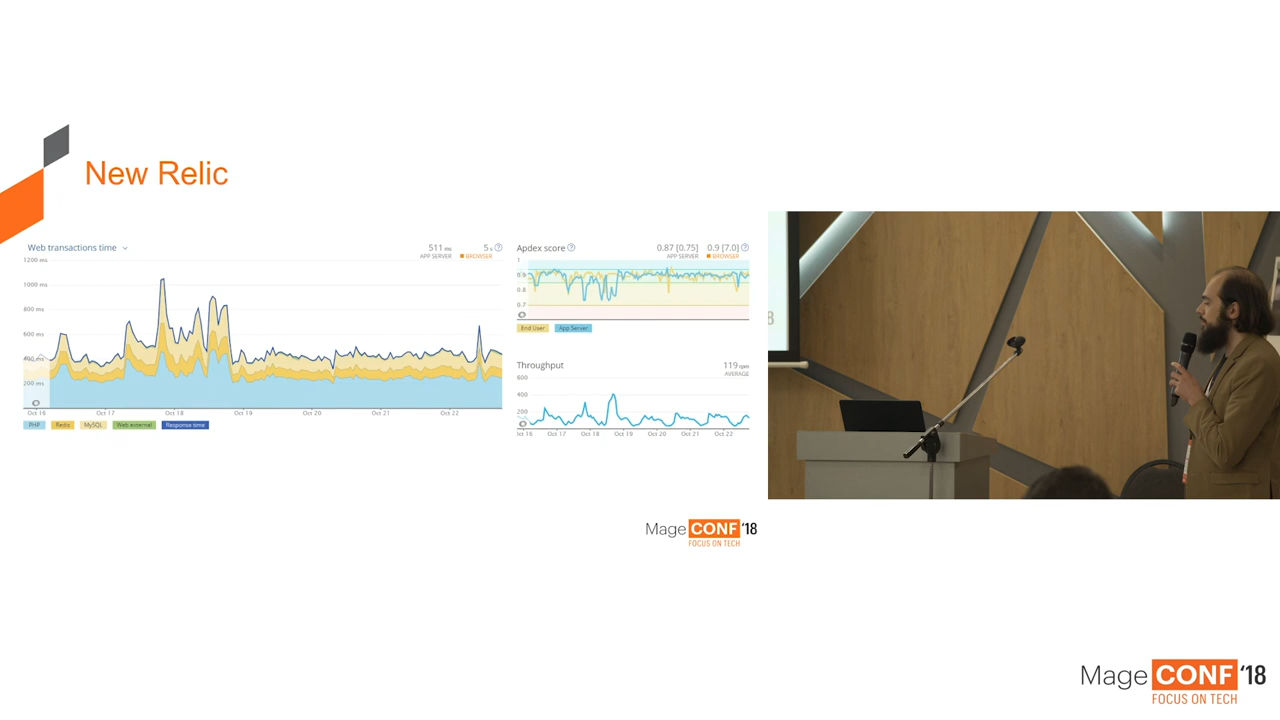 New Relic
Web transactions time
511 ms
APP SERVER
5 s ?
BROWSER
1200 ms
1000 ms
800 ms
600 ms
400 ms
200 ms
Oct 16 Oct 17 Oct 18 Oct 19 Oct 20 Oct 21 Oct 22
PHP Redis MySQL Web external Response time
Apdex score ?
0.87 [0.75]
APP SERVER
0.9 [7.0] ?
BROWSER
1
0.9
0.8
0.7
End User App Server
Throughput
119 rpm
AVERAGE
600
400
200
ct 16 Oct 17 Oct 18 Oct 19 Oct 20 Oct 21 Oct 22
8
Mage CONF '18
FOCUS ON TECH
Mage CONF '18
FOCUS ON TECH